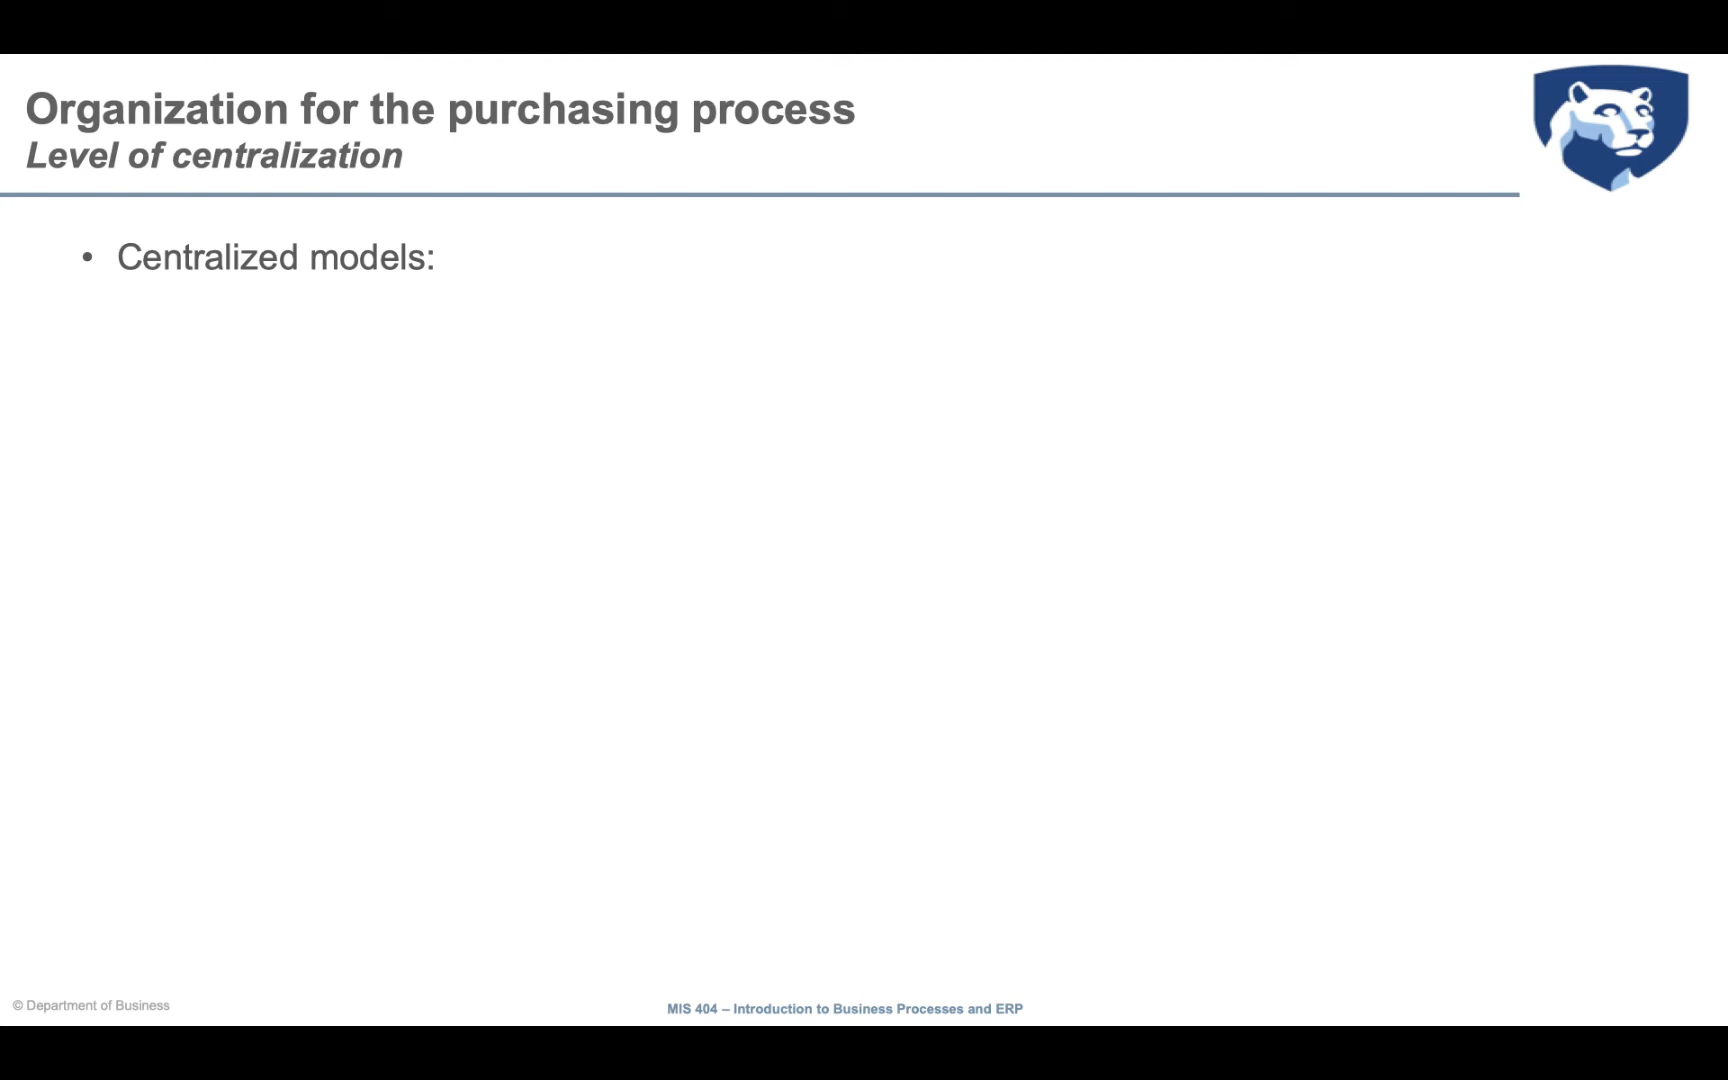 Organization for the purchasing process
Level of centralization
• Centralized models:
© Department of Business
MIS 404 – Introduction to Business Processes and ERP